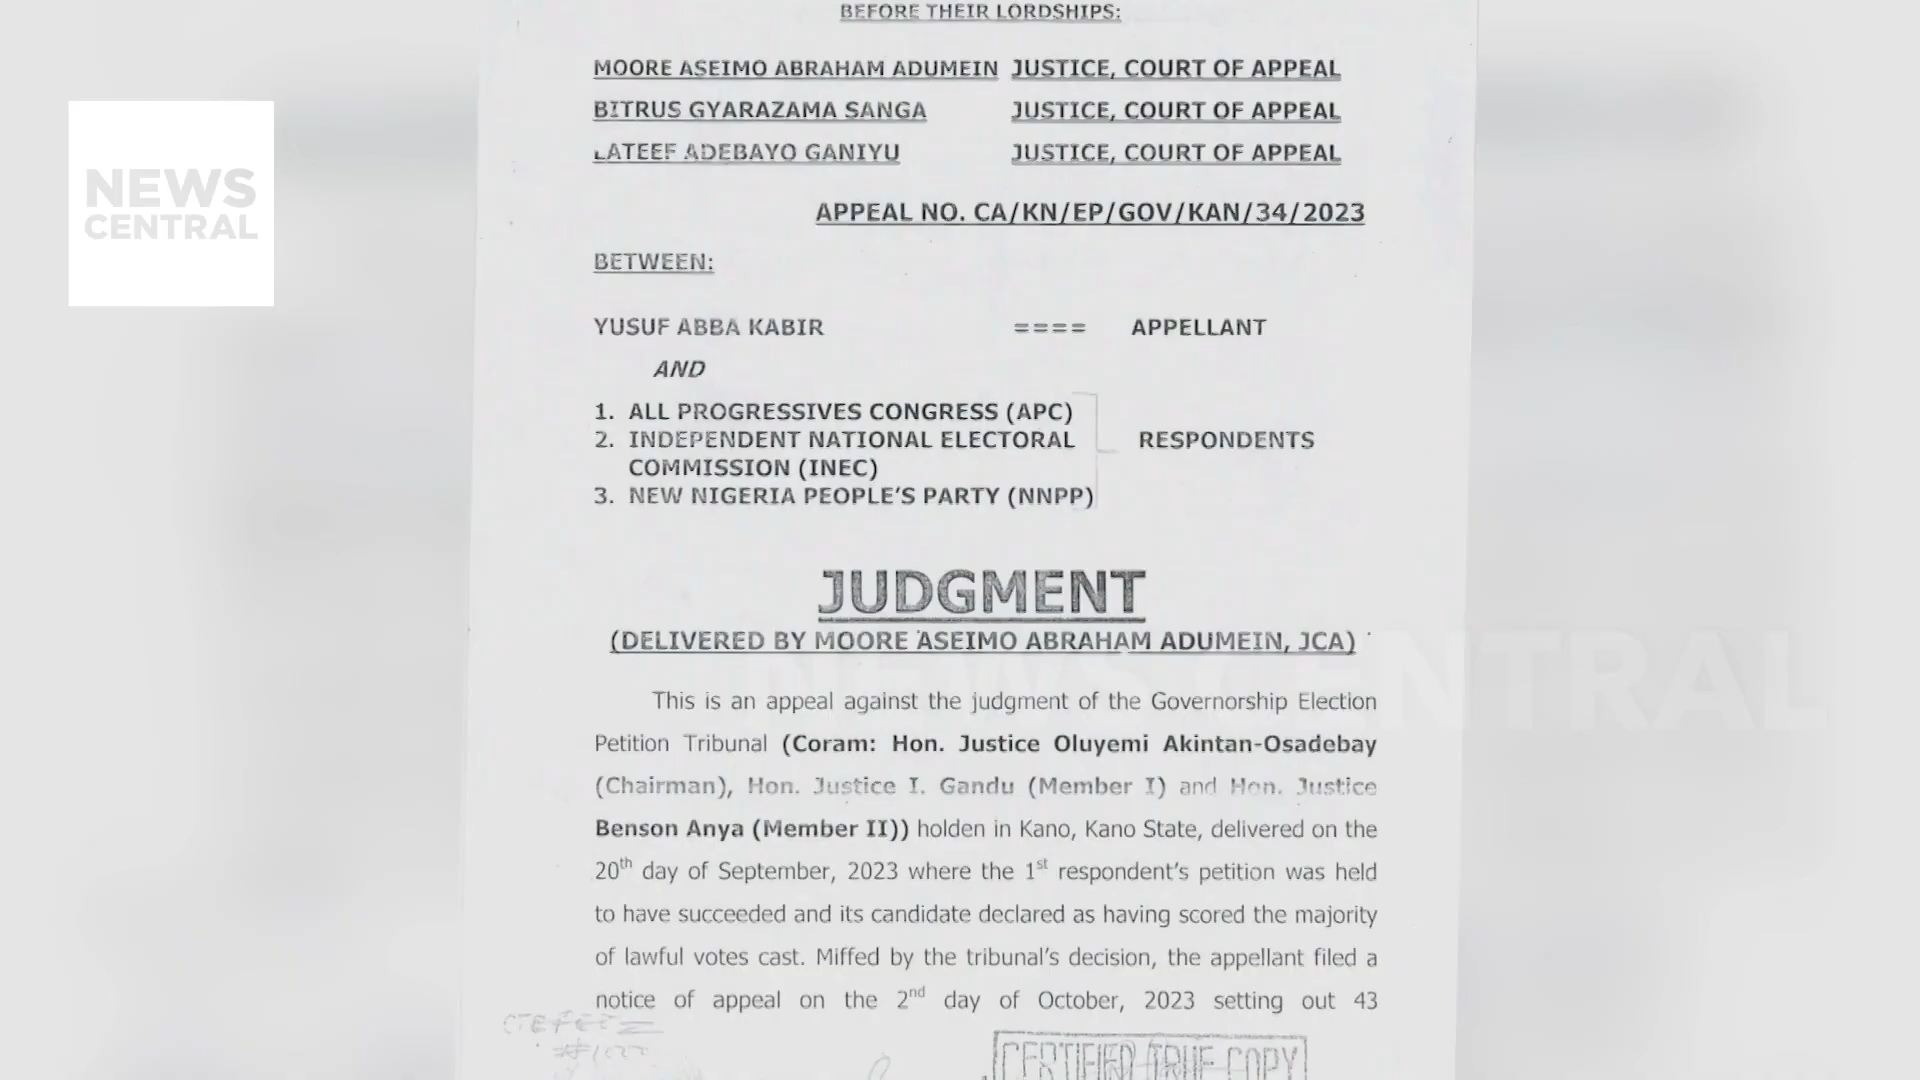 BEFORE THEIR LORDSHIPS:
MOORE ASEIMO ABRAHAM ADUMEIN JUSTICE, COURT OF APPEAL
BITRUS GYARAZAMA SANGA JUSTICE, COURT OF APPEAL
LATEEF ADEBAYO GANIYU JUSTICE, COURT OF APPEAL
NEWS
CENTRAL
APPEAL NO. CA/KN/EP/GOV/KAN/34/2023
BETWEEN:
YUSUF ABBA KABIR ==== APPELLANT
AND
1. ALL PROGRESSIVES CONGRESS (APC)
2. INDEPENDENT NATIONAL ELECTORAL RESPONDENTS
COMMISSION (INEC)
3. NEW NIGERIA PEOPLE'S PARTY (NNPP)
JUDGMENT
(DELIVERED BY MOORE ASEIMO ABRAHAM ADUMEIN, JCA)
NEWS CENTRAL
This is an appeal against the judgment of the Governorship Election
Petition Tribunal (Coram: Hon. Justice Oluyemi Akintan-Osadebay
(Chairman), Hon. Justice I. Gandu (Member I) and Hon. Justice
Benson Anya (Member II)) holden in Kano, Kano State, delivered on the
20th day of September, 2023 where the 1st respondent's petition was held
to have succeeded and its candidate declared as having scored the majority
of lawful votes cast. Miffed by the tribunal's decision, the appellant filed a
notice of appeal on the 2nd day of October, 2023 setting out 43
CERTIFIED TRUE COPY